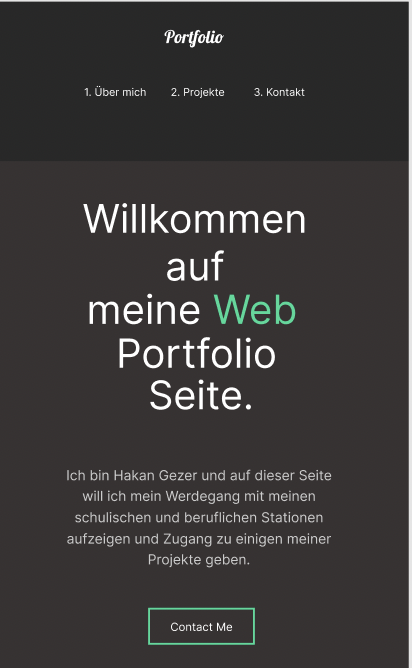 Portfolio
1. Über mich 2. Projekte 3. Kontakt
Willkommen
auf
meine Web
Portfolio
Seite.
Ich bin Hakan Gezer und auf dieser Seite
will ich mein Werdegang mit meinen
schulischen und beruflichen Stationen
aufzeigen und Zugang zu einigen meiner
Projekte geben.
Contact Me